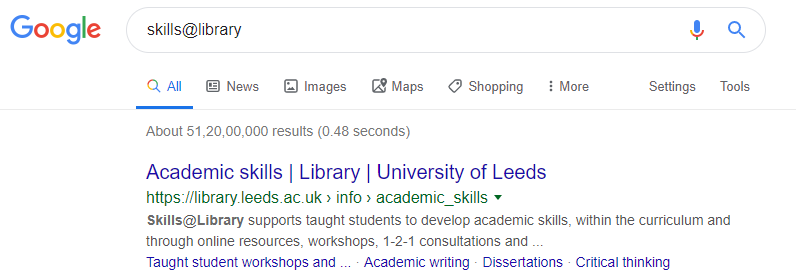 Google skills@library
All News Images Maps Shopping More Settings Tools
About 51,20,00,000 results (0.48 seconds)
Academic skills | Library | University of Leeds
https://library.leeds.ac.uk › info › academic_skills
Skills@Library supports taught students to develop academic skills, within the curriculum and
through online resources, workshops, 1-2-1 consultations and ...
Taught student workshops and ... · Academic writing · Dissertations · Critical thinking